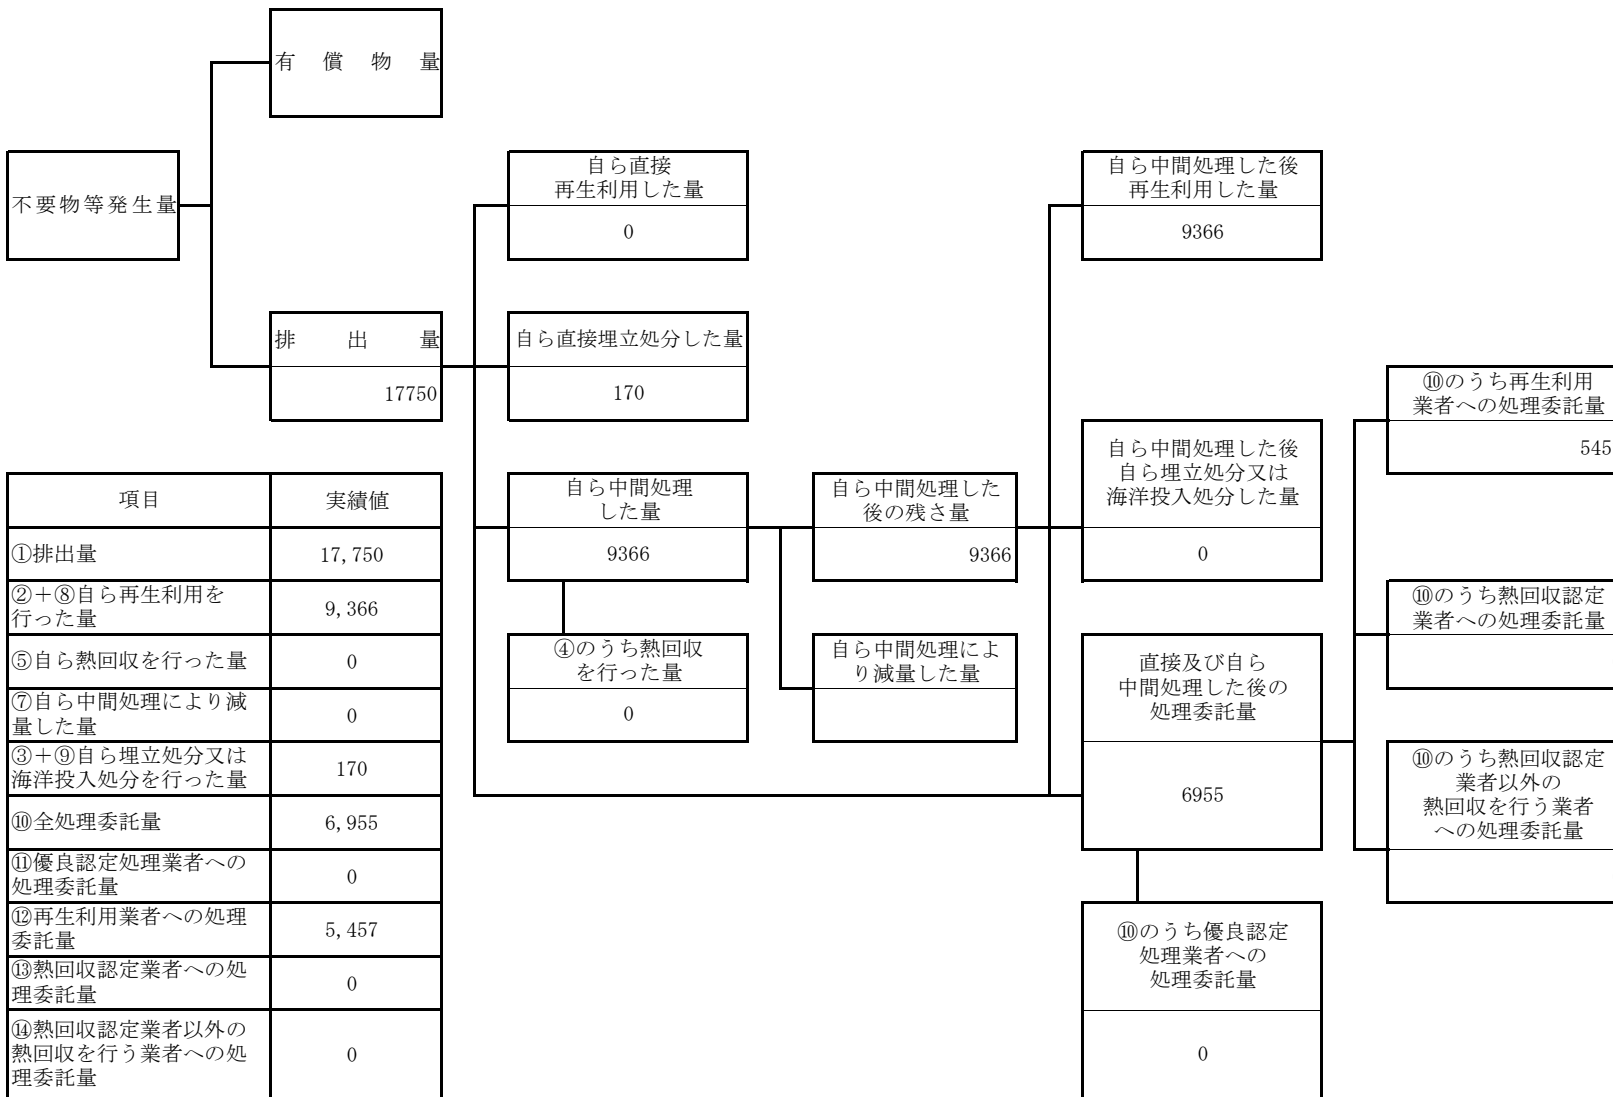 有償物量
不要物等発生量
排出量
17750
自ら直接
再生利用した量
0
自ら直接埋立処分した量
170
自ら中間処理
した量
9366
④のうち熱回収
を行った量
0
自ら中間処理した
後の残さ量
9366
自ら中間処理によ
り減量した量
自ら中間処理した後
再生利用した量
9366
自ら中間処理した後
自ら埋立処分又は
海洋投入処分した量
0
直接及び自ら
中間処理した後の
処理委託量
6955
⑩のうち優良認定
処理業者への
処理委託量
0
⑩のうち再生利用
業者への処理委託量
545
⑩のうち熱回収認定
業者への処理委託量
⑩のうち熱回収認定
業者以外の
熱回収を行う業者
への処理委託量
項目 実績値
①排出量 17,750
②+⑧自ら再生利用を
行った量 9,366
⑤自ら熱回収を行った量 0
⑦自ら中間処理により減
量した量 0
③+⑨自ら埋立処分又は
海洋投入処分を行った量 170
⑩全処理委託量 6,955
⑪優良認定処理業者への
処理委託量 0
⑫再生利用業者への処理
委託量 5,457
⑬熱回収認定業者への処
理委託量 0
⑭熱回収認定業者以外の
熱回収を行う業者への処
理委託量 0